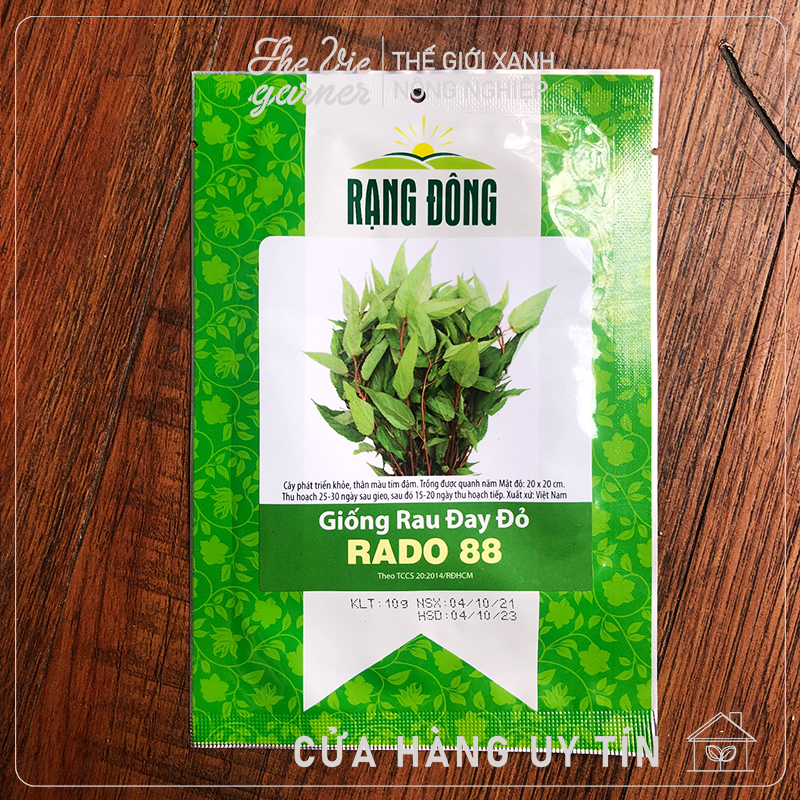 The Vie THẾ GIỚI XANH
garner NÔNG NGHIỆP
RẠNG ĐÔNG
Cây phát triển khỏe, thân màu tím đậm. Trồng được quanh năm Mật độ: 20 x 20 cm.
Thu hoạch 25-30 ngày sau gieo, sau đó 15-20 ngày thu hoạch tiếp. Xuất xứ: Việt Nam
Giống Rau Đay Đỏ
RADO 88
Theo TCCS 20:2014/RĐHCM
KLT:10g NSX:04/10/21
HSD:04/10/23
CỬA HÀNG UY TÍN